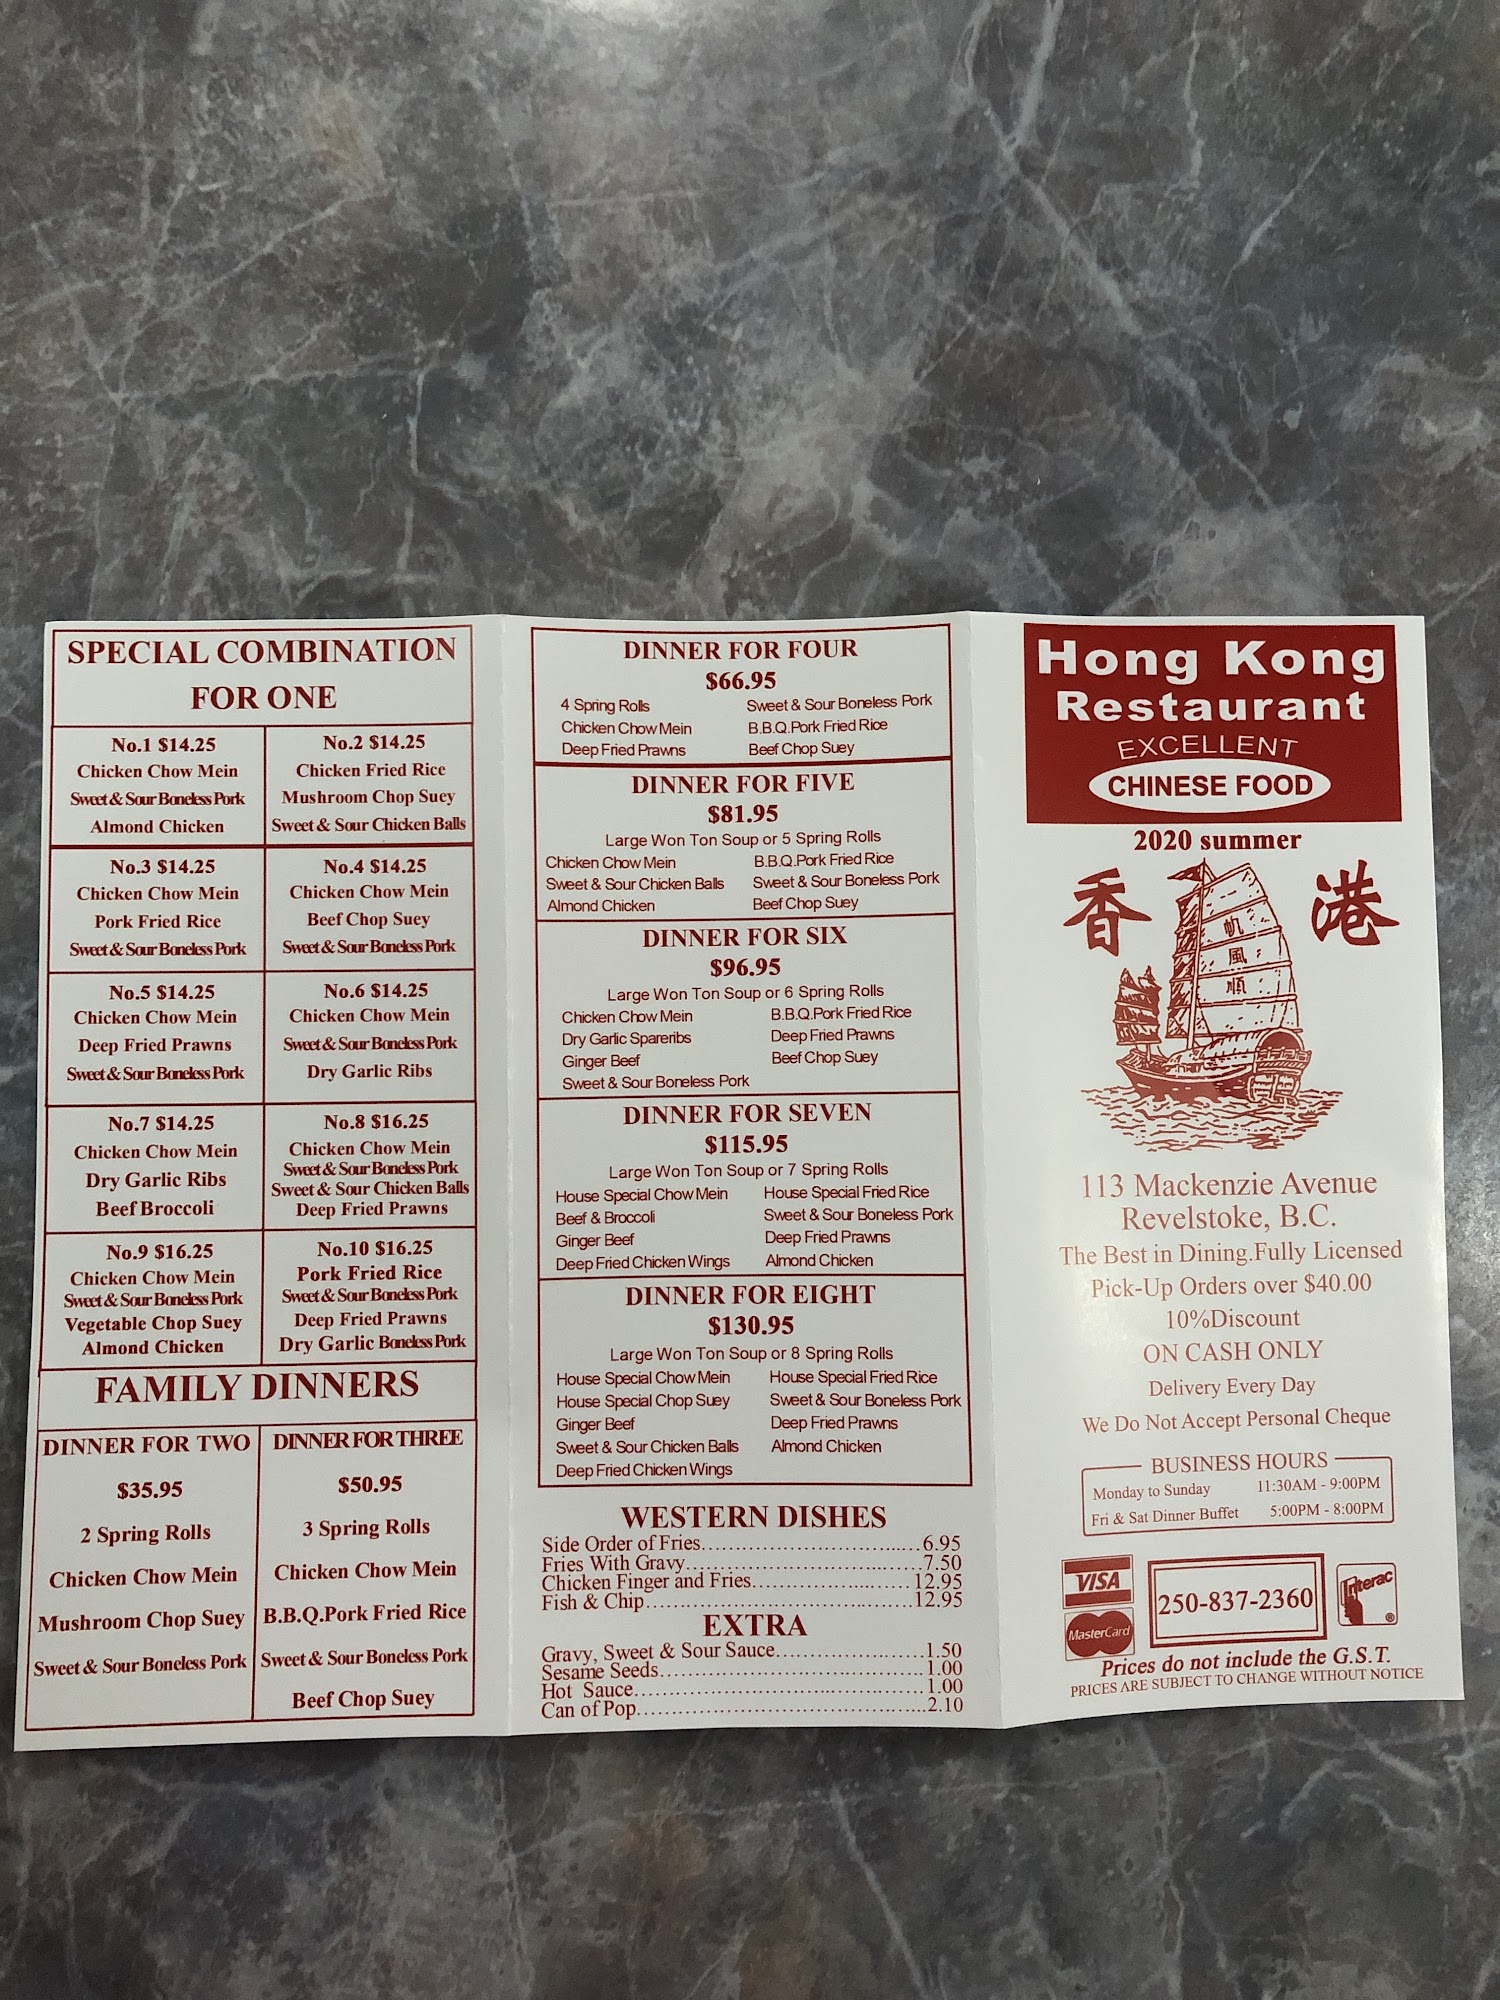 SPECIAL COMBINATION
FOR ONE
No.1 $14.25
Chicken Chow Mein
Sweet & Sour Boneless Pork
Almond Chicken
No.2 $14.25
Chicken Fried Rice
Mushroom Chop Suey
Sweet & Sour Chicken Balls
No.3 $14.25
Chicken Chow Mein
Pork Fried Rice
Sweet & Sour Boneless Pork
No.4 $14.25
Chicken Chow Mein
Beef Chop Suey
Sweet & Sour Boneless Pork
No.5 $14.25
Chicken Chow Mein
Deep Fried Prawns
Sweet & Sour Boneless Pork
No.6 $14.25
Chicken Chow Mein
Sweet & Sour Boneless Pork
Dry Garlic Ribs
No.7 $14.25
Chicken Chow Mein
Dry Garlic Ribs
Beef Broccoli
No.8 $16.25
Chicken Chow Mein
Sweet & Sour Boneless Pork
Sweet & Sour Chicken Balls
Deep Fried Prawns
No.9 $16.25
Chicken Chow Mein
Sweet & Sour Boneless Pork
Vegetable Chop Suey
Almond Chicken
No.10 $16.25
Pork Fried Rice
Sweet & Sour Boneless Pork
Deep Fried Prawns
Dry Garlic Boneless Pork
FAMILY DINNERS
DINNER FOR TWO
$35.95
2 Spring Rolls
Chicken Chow Mein
Mushroom Chop Suey
Sweet & Sour Boneless Pork
DINNER FOR THREE
$50.95
3 Spring Rolls
Chicken Chow Mein
B.B.Q.Pork Fried Rice
Sweet & Sour Boneless Pork
Beef Chop Suey
DINNER FOR FOUR
$66.95
4 Spring Rolls Sweet & Sour Boneless Pork
Chicken Chow Mein B.B.Q.Pork Fried Rice
Deep Fried Prawns Beef Chop Suey
DINNER FOR FIVE
$81.95
Large Won Ton Soup or 5 Spring Rolls
Chicken Chow Mein B.B.Q.Pork Fried Rice
Sweet & Sour Chicken Balls Sweet & Sour Boneless Pork
Almond Chicken Beef Chop Suey
DINNER FOR SIX
$96.95
Large Won Ton Soup or 6 Spring Rolls
Chicken Chow Mein B.B.Q.Pork Fried Rice
Dry Garlic Spareribs Deep Fried Prawns
Ginger Beef Beef Chop Suey
Sweet & Sour Boneless Pork
DINNER FOR SEVEN
$115.95
Large Won Ton Soup or 7 Spring Rolls
House Special Chow Mein House Special Fried Rice
Beef & Broccoli Sweet & Sour Boneless Pork
Ginger Beef Deep Fried Prawns
Deep Fried Chicken Wings Almond Chicken
DINNER FOR EIGHT
$130.95
Large Won Ton Soup or 8 Spring Rolls
House Special Chow Mein House Special Fried Rice
House Special Chop Suey Sweet & Sour Boneless Pork
Ginger Beef Deep Fried Prawns
Sweet & Sour Chicken Balls Almond Chicken
Deep Fried Chicken Wings
WESTERN DISHES
Side Order of Fries.................................6.95
Fries With Gravy...................................7.50
Chicken Finger and Fries........................12.95
Fish & Chip.........................................12.95
EXTRA
Gravy, Sweet & Sour Sauce......................1.50
Sesame Seeds.......................................1.00
Hot Sauce...........................................1.00
Can of Pop...........................................2.10
Hong Kong
Restaurant
EXCELLENT
CHINESE FOOD
2020 summer
香 港
帆
風
順
113 Mackenzie Avenue
Revelstoke, B.C.
The Best in Dining.Fully Licensed
Pick-Up Orders over $40.00
10%Discount
ON CASH ONLY
Delivery Every Day
We Do Not Accept Personal Cheque
BUSINESS HOURS
Monday to Sunday 11:30AM - 9:00PM
Fri & Sat Dinner Buffet 5:00PM - 8:00PM
VISA
MasterCard
250-837-2360
Interac
®
Prices do not include the G.S.T.
PRICES ARE SUBJECT TO CHANGE WITHOUT NOTICE